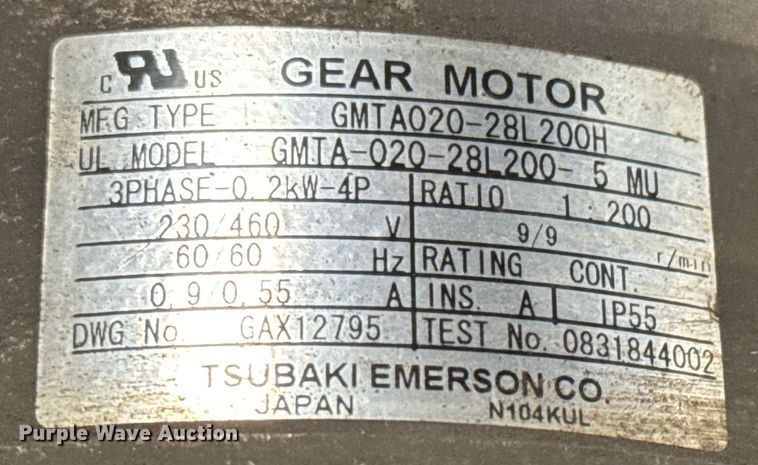 C RU US GEAR MOTOR
MFG TYPE GMTA020-28L200H
UL MODEL GMTA-020-28L200- 5 MU
3PHASE-0.2kW-4P RATIO 1:200
230/460 V 9/9 r/min
60/60 Hz RATING CONT.
0.9/0.55 A INS. A IP55
DWG No GAX12795 TEST No. 0831844002
TSUBAKI EMERSON CO.
JAPAN N104KUL
Purple Wave Auction